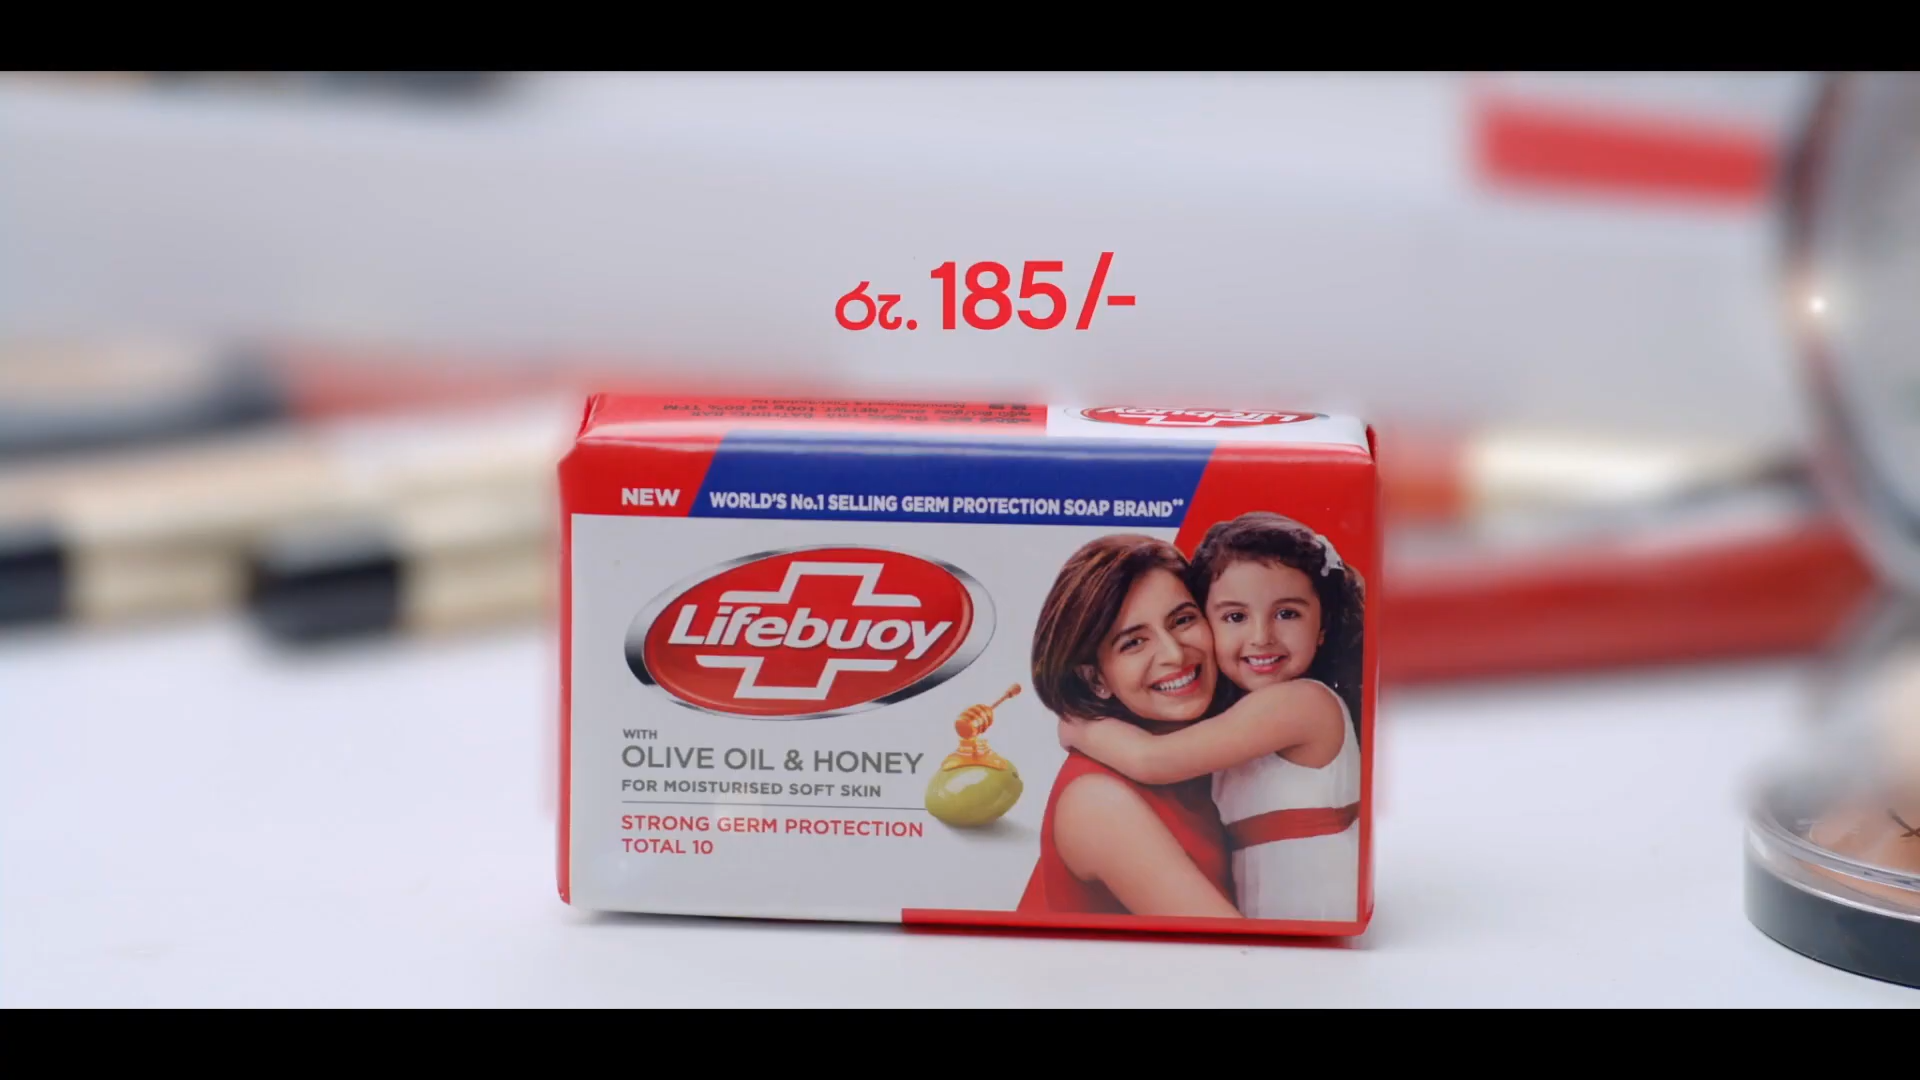 රු. 185/-
Lifebuoy
NEW
WORLD'S No.1 SELLING GERM PROTECTION SOAP BRAND**
Lifebuoy
WITH
OLIVE OIL & HONEY
FOR MOISTURISED SOFT SKIN
STRONG GERM PROTECTION
TOTAL 10